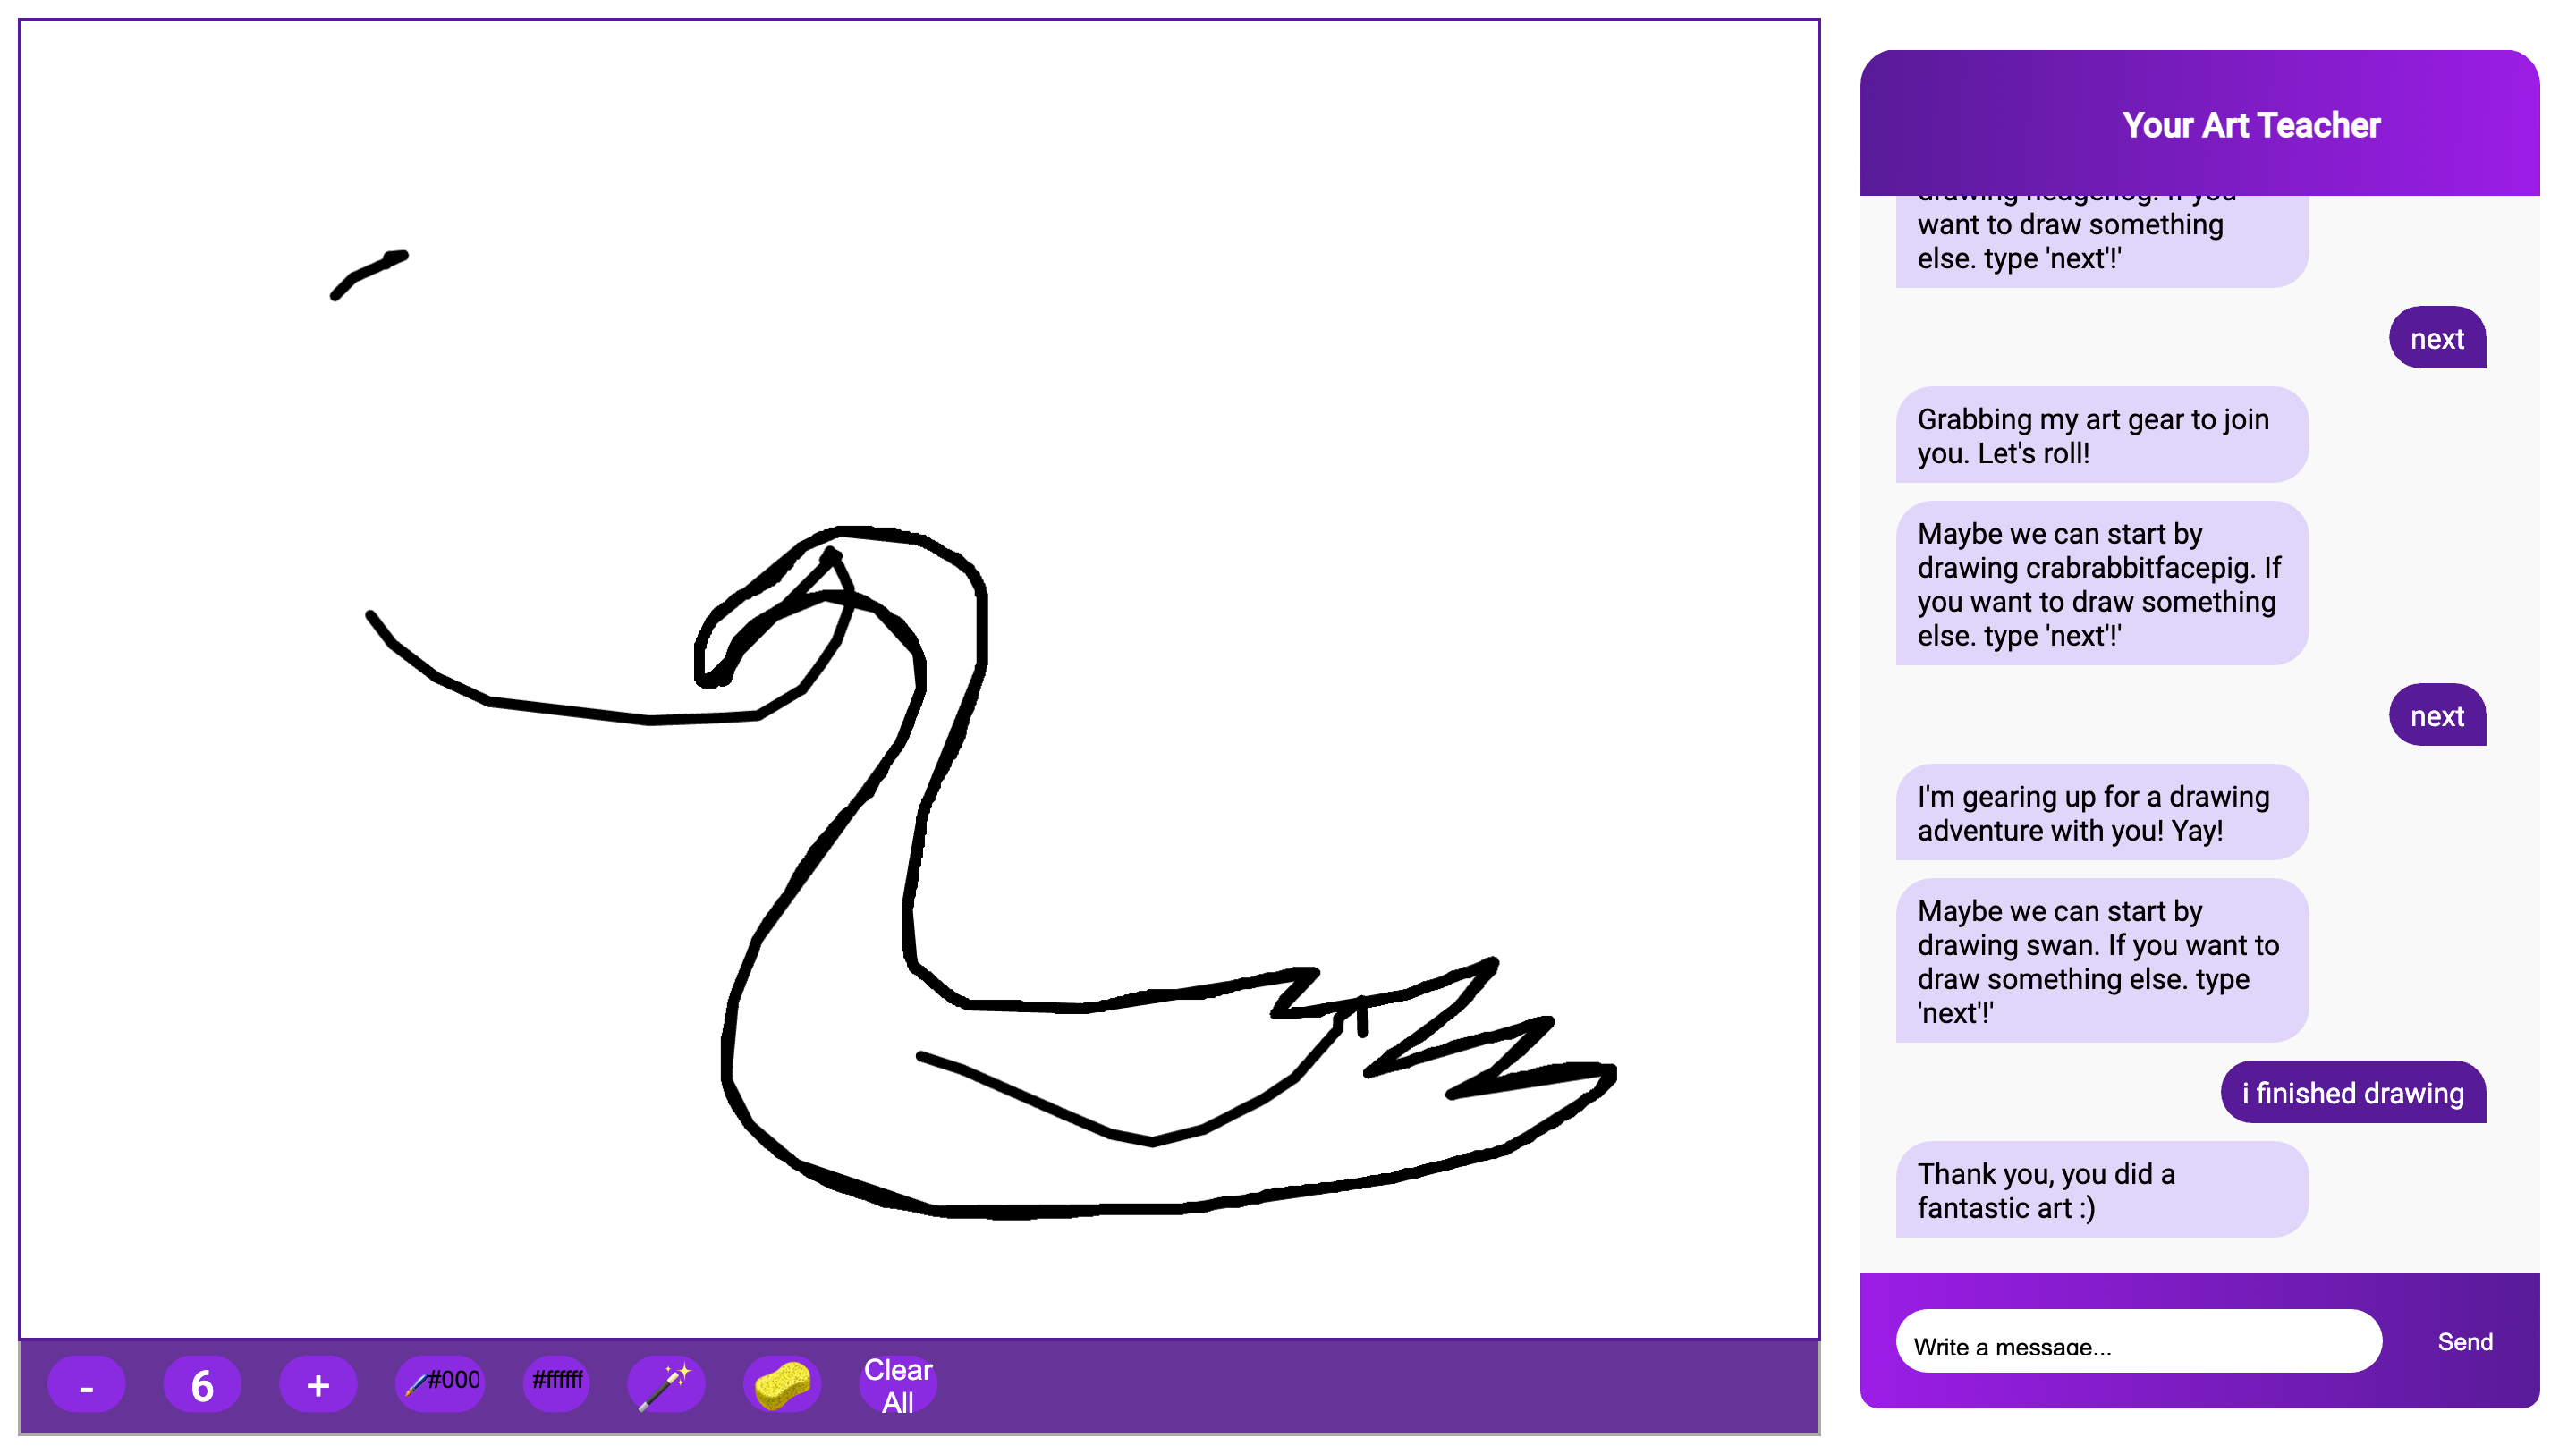 Your Art Teacher
drawing hedgehog. If you
want to draw something
else. type 'next'!'
next
Grabbing my art gear to join
you. Let's roll!
Maybe we can start by
drawing crabrabbitfacepig. If
you want to draw something
else. type 'next'!'
next
I'm gearing up for a drawing
adventure with you! Yay!
Maybe we can start by
drawing swan. If you want to
draw something else. type
'next'!'
i finished drawing
Thank you, you did a
fantastic art :)
Write a message...
Send
- 6 + #000 #ffffff Clear
All